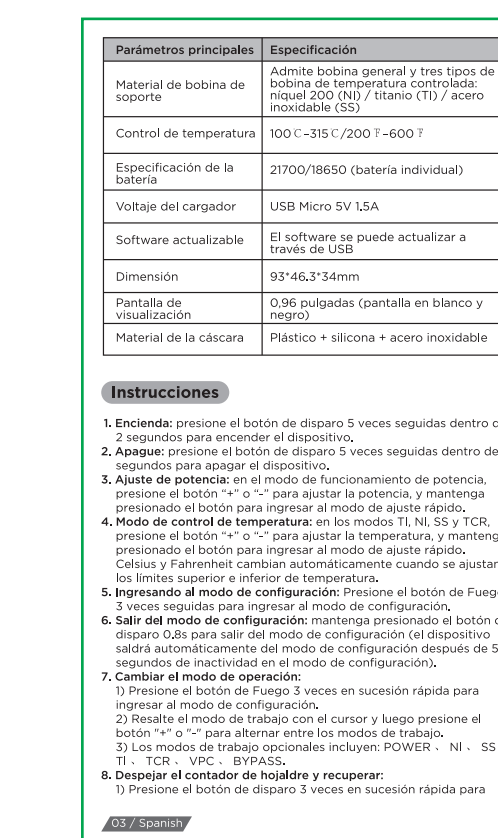 Parámetros principales Especificación
Material de bobina de soporte
Admite bobina general y tres tipos de
bobina de temperatura controlada:
níquel 200 (NI) / titanio (TI) / acero
inoxidable (SS)
Control de temperatura 100 C-315 C/200 ℉-600 ℉
Especificación de la
batería
21700/18650 (batería individual)
Voltaje del cargador USB Micro 5V 1.5A
Software actualizable
El software se puede actualizar a
través de USB
Dimensión 93*46.3*34mm
Pantalla de
visualización
0,96 pulgadas (pantalla en blanco y
negro)
Material de la cáscara Plástico + silicona + acero inoxidable
Instrucciones
1. Encienda: presione el botón de disparo 5 veces seguidas dentro
2 segundos para encender el dispositivo.
2. Apague: presione el botón de disparo 5 veces seguidas dentro de
segundos para apagar el dispositivo.
3. Ajuste de potencia: en el modo de funcionamiento de potencia,
presione el botón “+” o “-” para ajustar la potencia, y mantenga
presionado el botón para ingresar al modo de ajuste rápido.
4. Modo de control de temperatura: en los modos TI, NI, SS y TCR,
presione el botón “+” o “-” para ajustar la temperatura, y manteng
presionado el botón para ingresar al modo de ajuste rápido.
Celsius y Fahrenheit cambian automáticamente cuando se ajustan
los límites superior e inferior de temperatura.
5. Ingresando al modo de configuración: Presione el botón de Fuego
3 veces seguidas para ingresar al modo de configuración.
6. Salir del modo de configuración: mantenga presionado el botón
disparo 0.8s para salir del modo de configuración (el dispositivo
saldrá automáticamente del modo de configuración después de 5
segundos de inactividad en el modo de configuración).
7. Cambiar el modo de operación:
1) Presione el botón de Fuego 3 veces en sucesión rápida para
ingresar al modo de configuración.
2) Resalte el modo de trabajo con el cursor y luego presione el
botón "+" o "-" para alternar entre los modos de trabajo.
3) Los modos de trabajo opcionales incluyen: POWER 、 NI 、 SS
TI 、 TCR 、 VPC 、 BYPASS.
8. Despejar el contador de hojaldre y recuperar:
1) Presione el botón de disparo 3 veces en sucesión rápida para
03 / Spanish